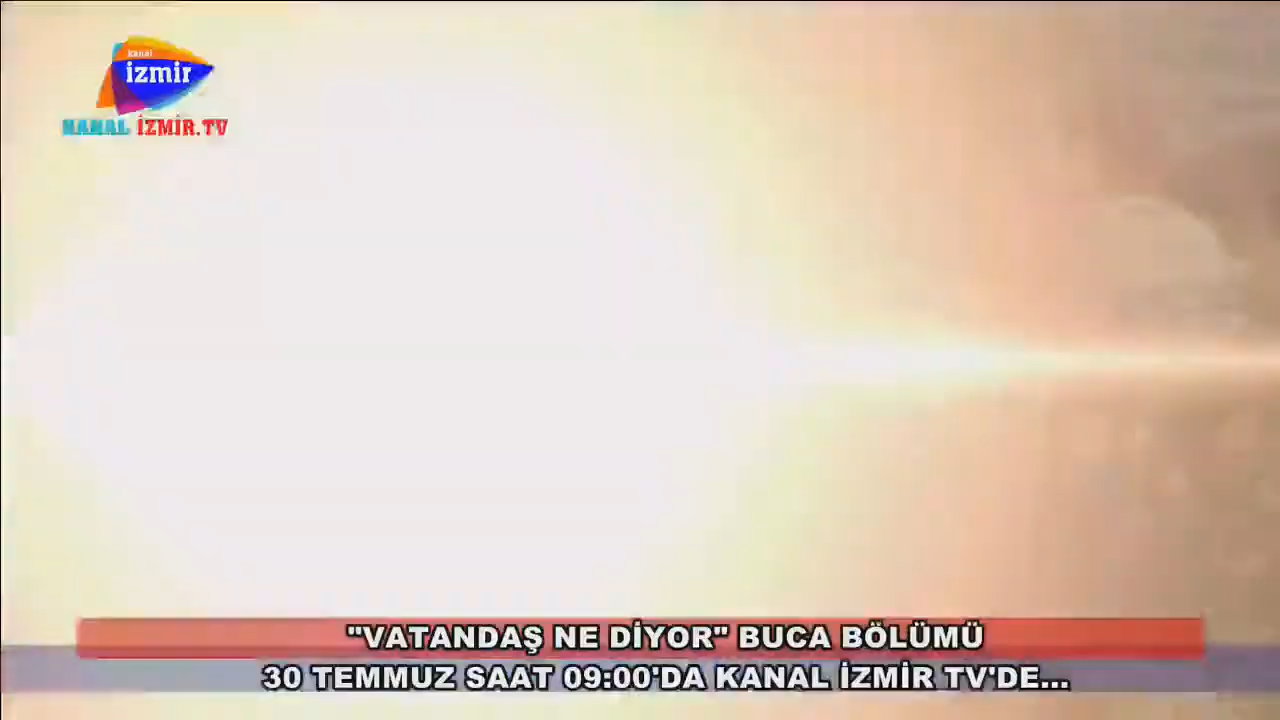 kanal
izmir
KANAL İZMİR.TV
"VATANDAŞ NE DİYOR" BUCA BÖLÜMÜ
30 TEMMUZ SAAT 09:00'DA KANAL İZMİR TV'DE...